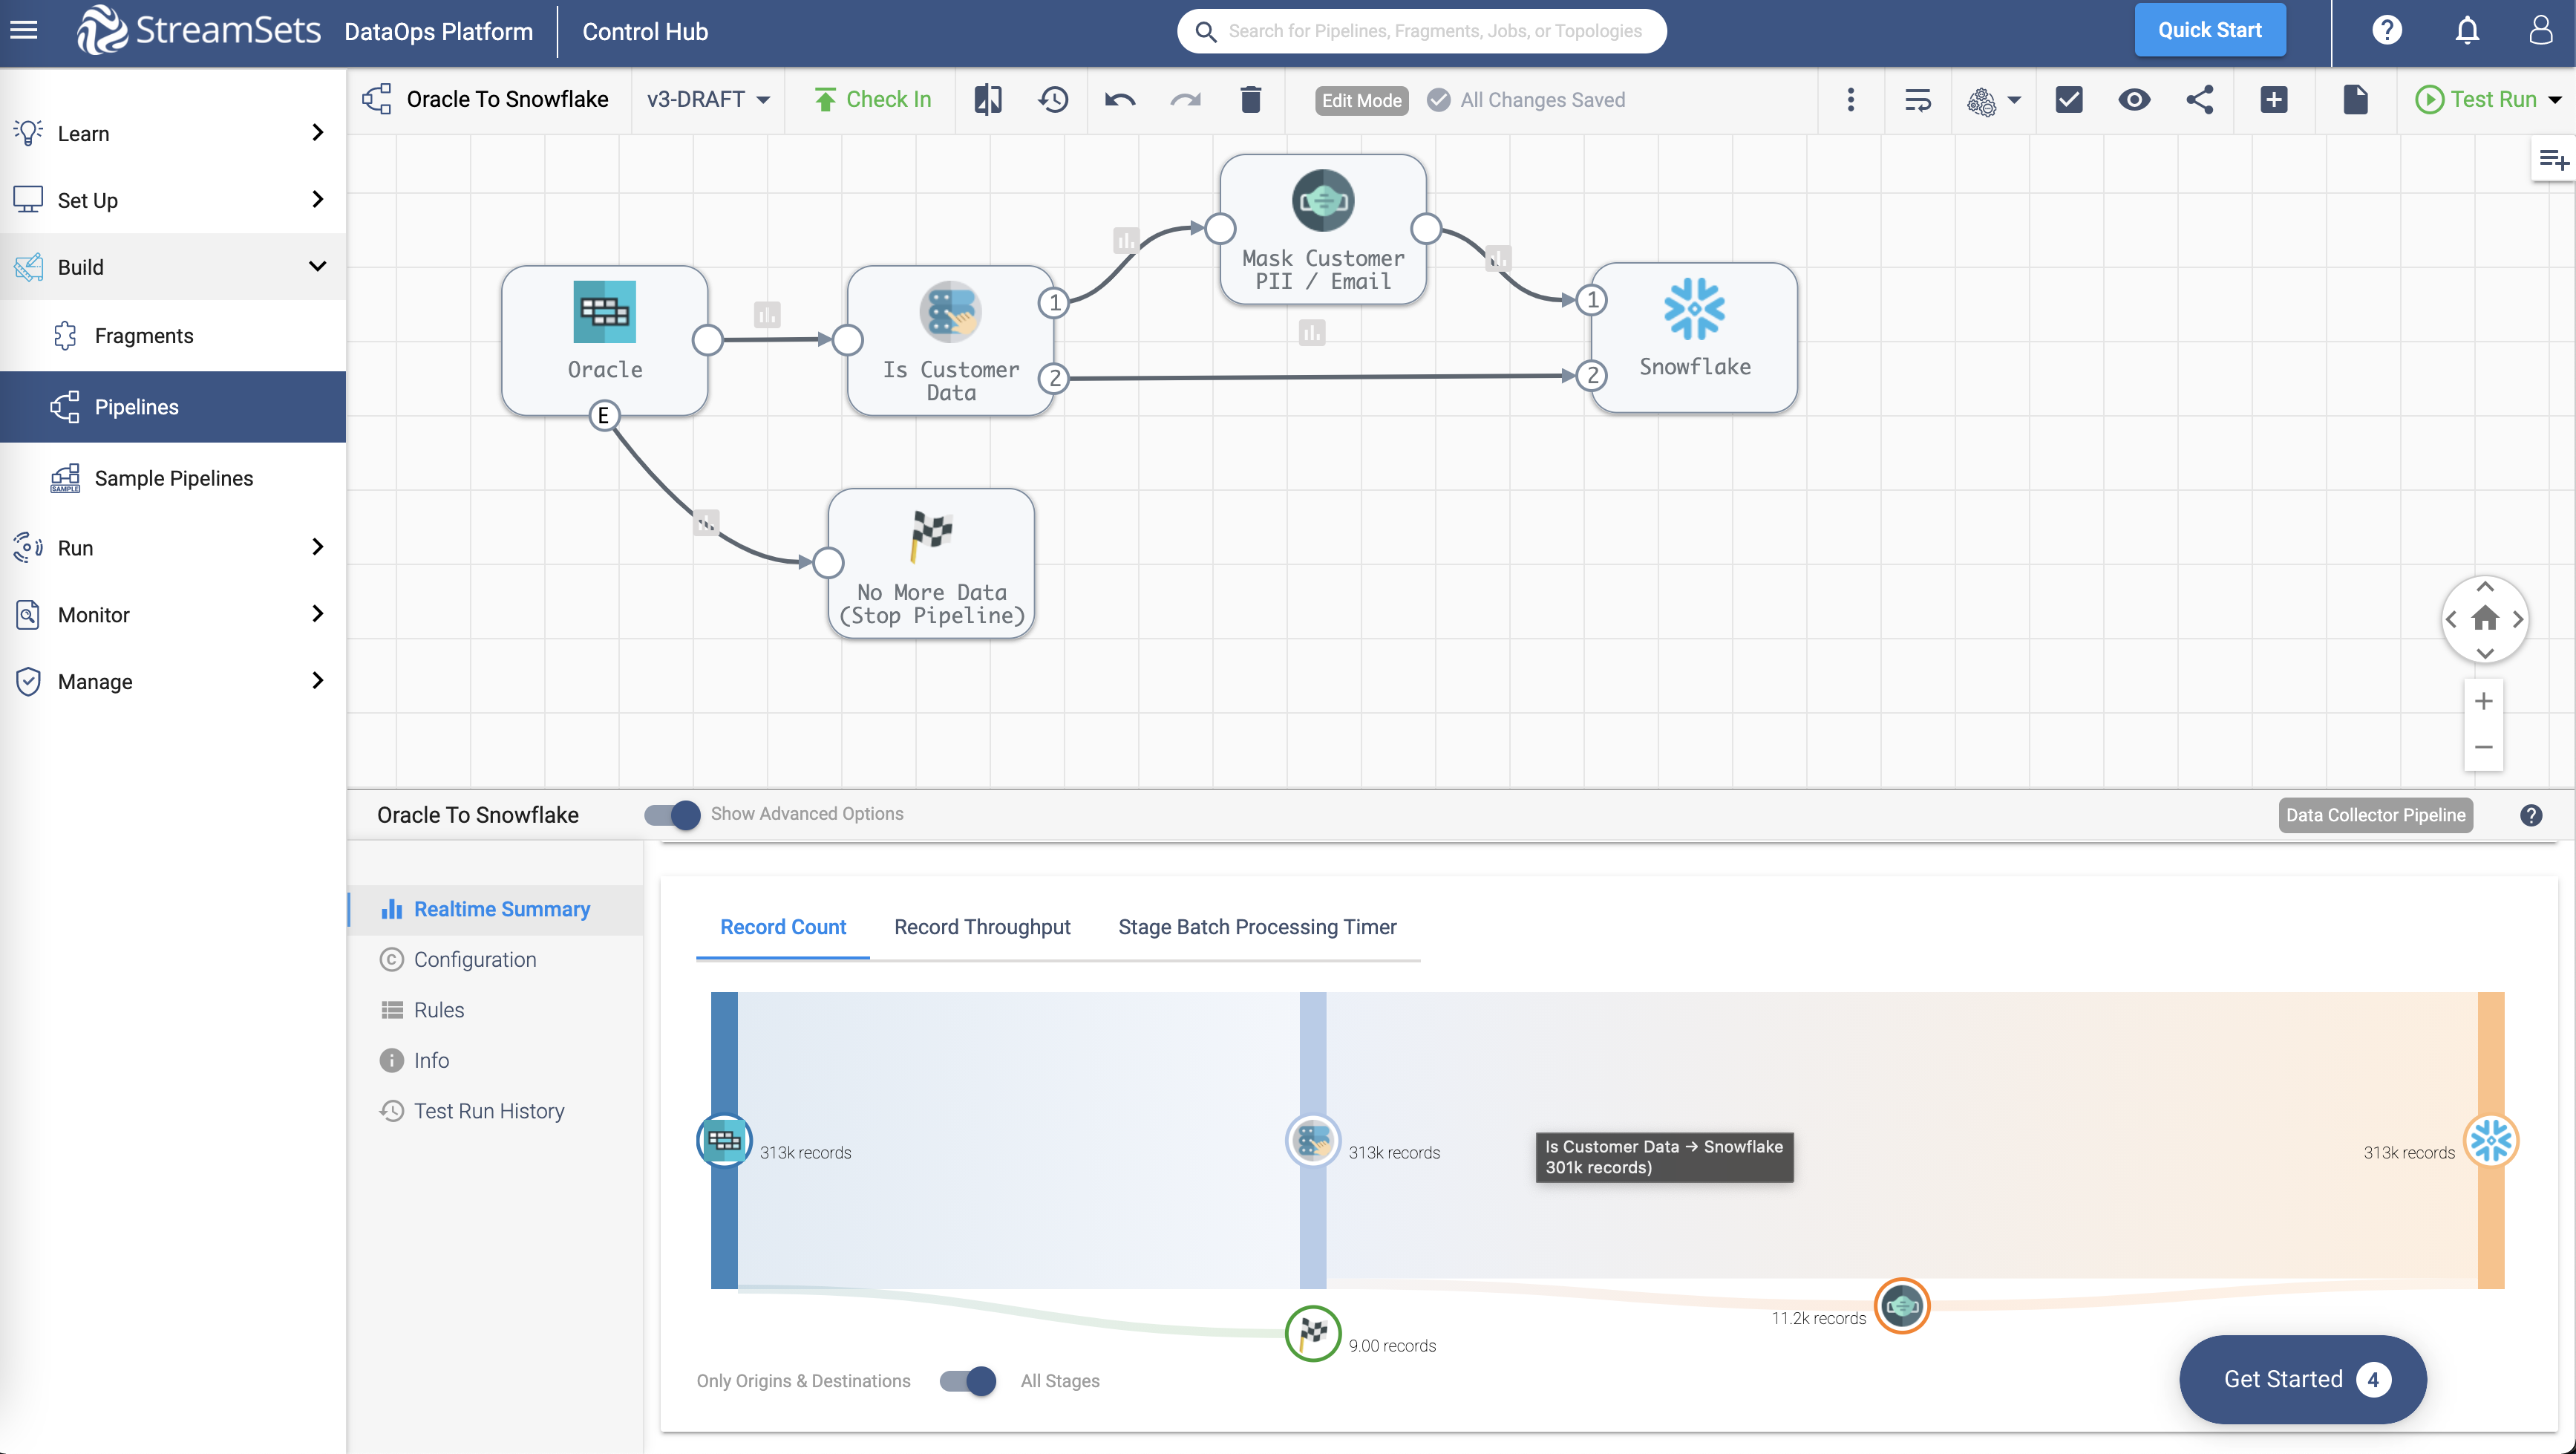 StreamSets DataOps Platform Control Hub
Search for Pipelines, Fragments, Jobs, or Topologies
Quick Start
Learn
Set Up
Build
Fragments
Pipelines
SAMPLE
Sample Pipelines
Run
Monitor
Manage
Oracle To Snowflake
v3-DRAFT
Check In
Edit Mode
All Changes Saved
Test Run
Oracle
E
Is Customer
Data
1
2
Mask Customer
PII / Email
1
2
Snowflake
No More Data
(Stop Pipeline)
Oracle To Snowflake
Show Advanced Options
Data Collector Pipeline
Realtime Summary
Configuration
Rules
Info
Test Run History
Record Count
Record Throughput
Stage Batch Processing Timer
313k records
313k records
Is Customer Data → Snowflake
301k records)
313k records
11.2k records
9.00 records
Only Origins & Destinations
All Stages
Get Started 4